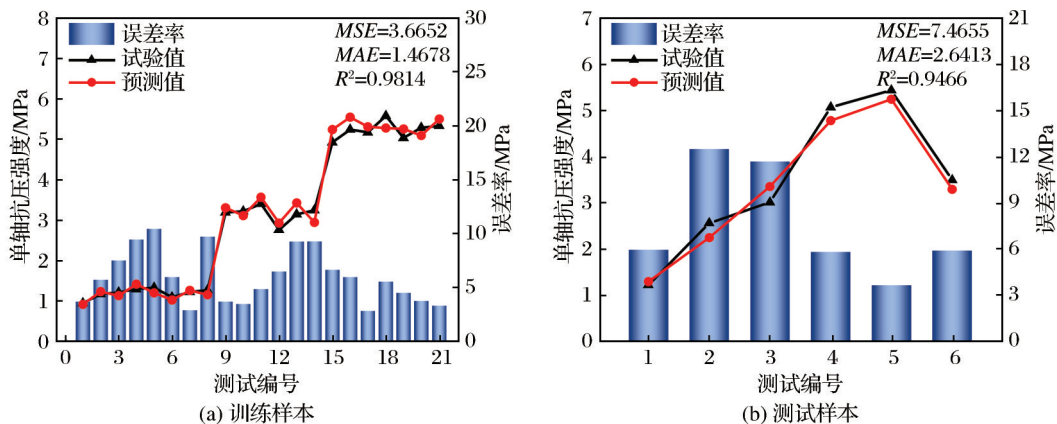 误差率
试验值
预测值
MSE=3.6652
MAE=1.4678
R²=0.9814
单轴抗压强度/MPa
8
7
6
5
4
3
2
1
0
30
25
20
15
10
5
0
误差率/MPa
0 3 6 9 12 15 18 21
测试编号
(a) 训练样本
误差率
试验值
预测值
MSE=7.4655
MAE=2.6413
R²=0.9466
单轴抗压强度/MPa
7
6
5
4
3
2
1
0
21
18
15
12
9
6
3
0
误差率/MPa
1 2 3 4 5 6
测试编号
(b) 测试样本